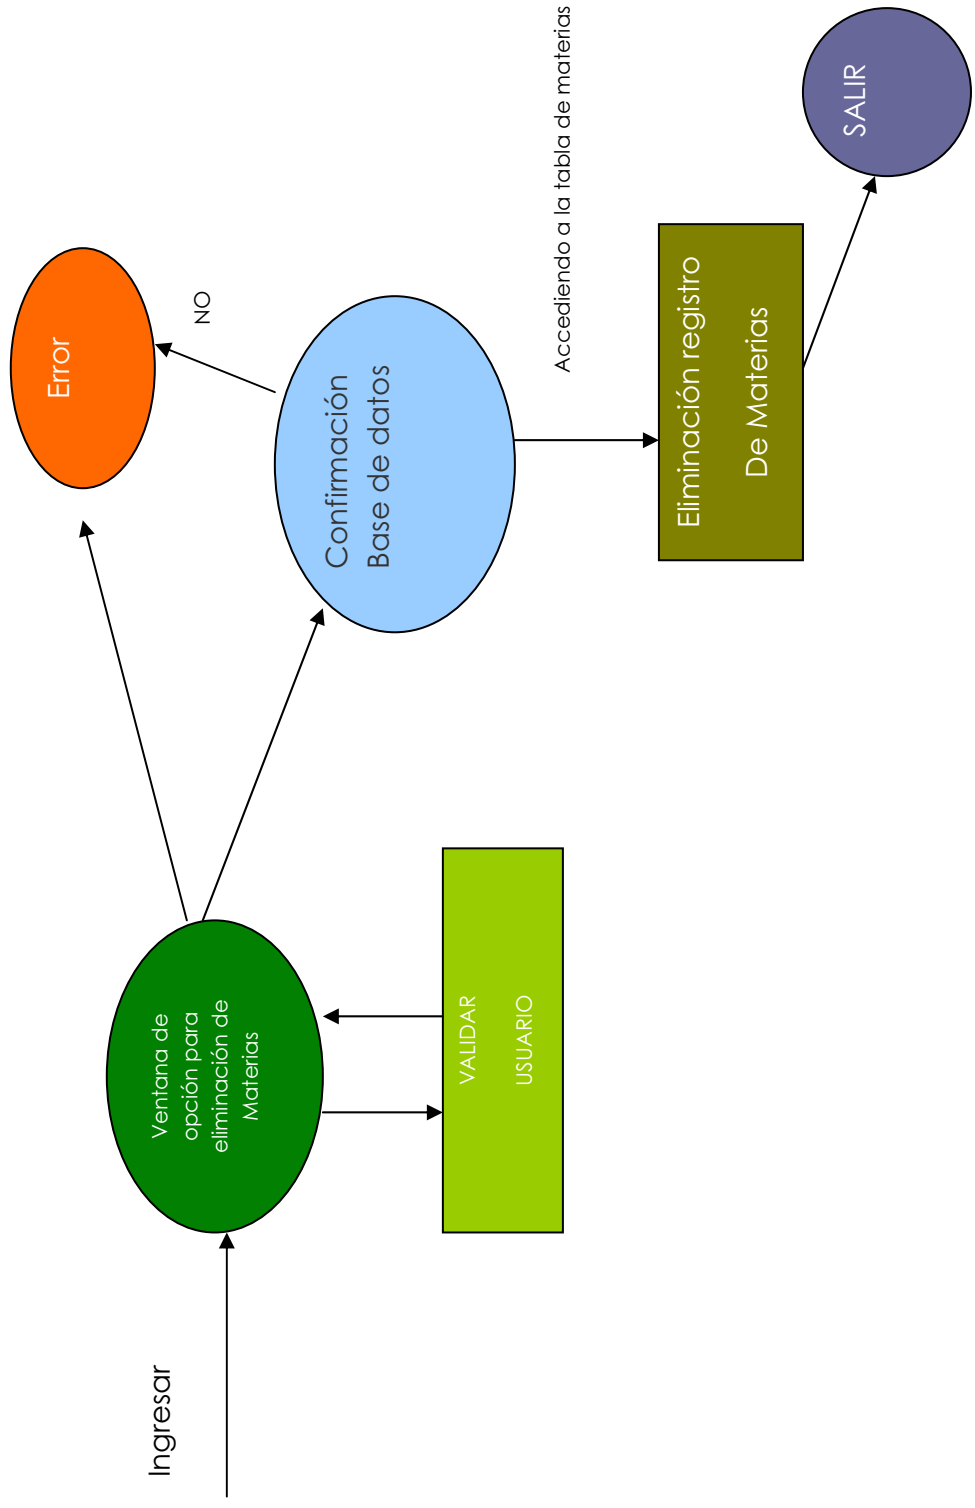 Ingresar
Ventana de
opción para
eliminación de
Materias
VALIDAR
USUARIO
Error
NO
Confirmación
Base de datos
Accediendo a la tabla de materias
Eliminación registro
De Materias
SALIR